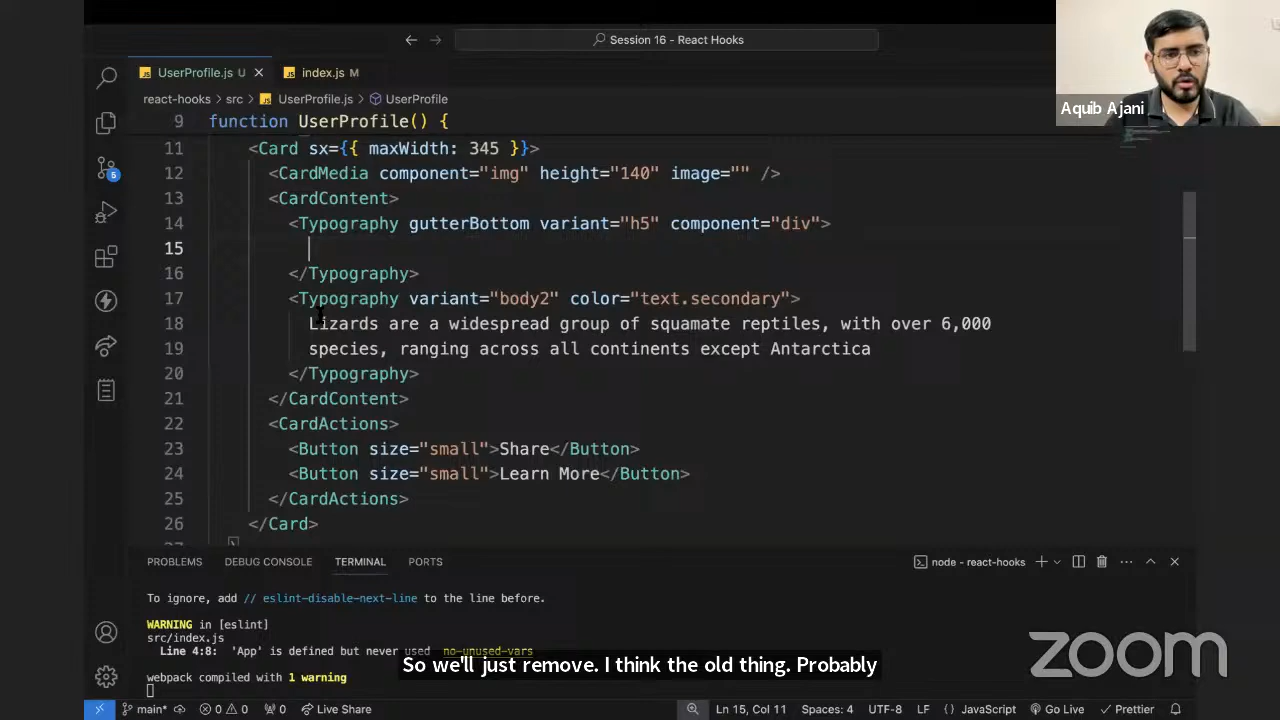 Session 16 - React Hooks
Aquib Ajani
JS UserProfile.js U
JS index.js M
react-hooks > src > JS UserProfile.js > UserProfile
9 function UserProfile() {
11 <Card sx={{ maxWidth: 345 }}>
12 <CardMedia component="img" height="140" image="" />
13 <CardContent>
14 <Typography gutterBottom variant="h5" component="div">
15
16 </Typography>
17 <Typography variant="body2" color="text.secondary">
18 Lizards are a widespread group of squamate reptiles, with over 6,000
19 species, ranging across all continents except Antarctica
20 </Typography>
21 </CardContent>
22 <CardActions>
23 <Button size="small">Share</Button>
24 <Button size="small">Learn More</Button>
25 </CardActions>
26 </Card>
5
PROBLEMS DEBUG CONSOLE TERMINAL PORTS
node - react-hooks
To ignore, add // eslint-disable-next-line to the line before.
WARNING in [eslint]
src/index.js
Line 4:8: 'App' is defined but never used no-unused-vars
webpack compiled with 1 warning
So we'll just remove. I think the old thing. Probably
zoom
main* 0 0 0 Live Share
Ln 15, Col 11 Spaces: 4 UTF-8 LF {} JavaScript Go Live Prettier